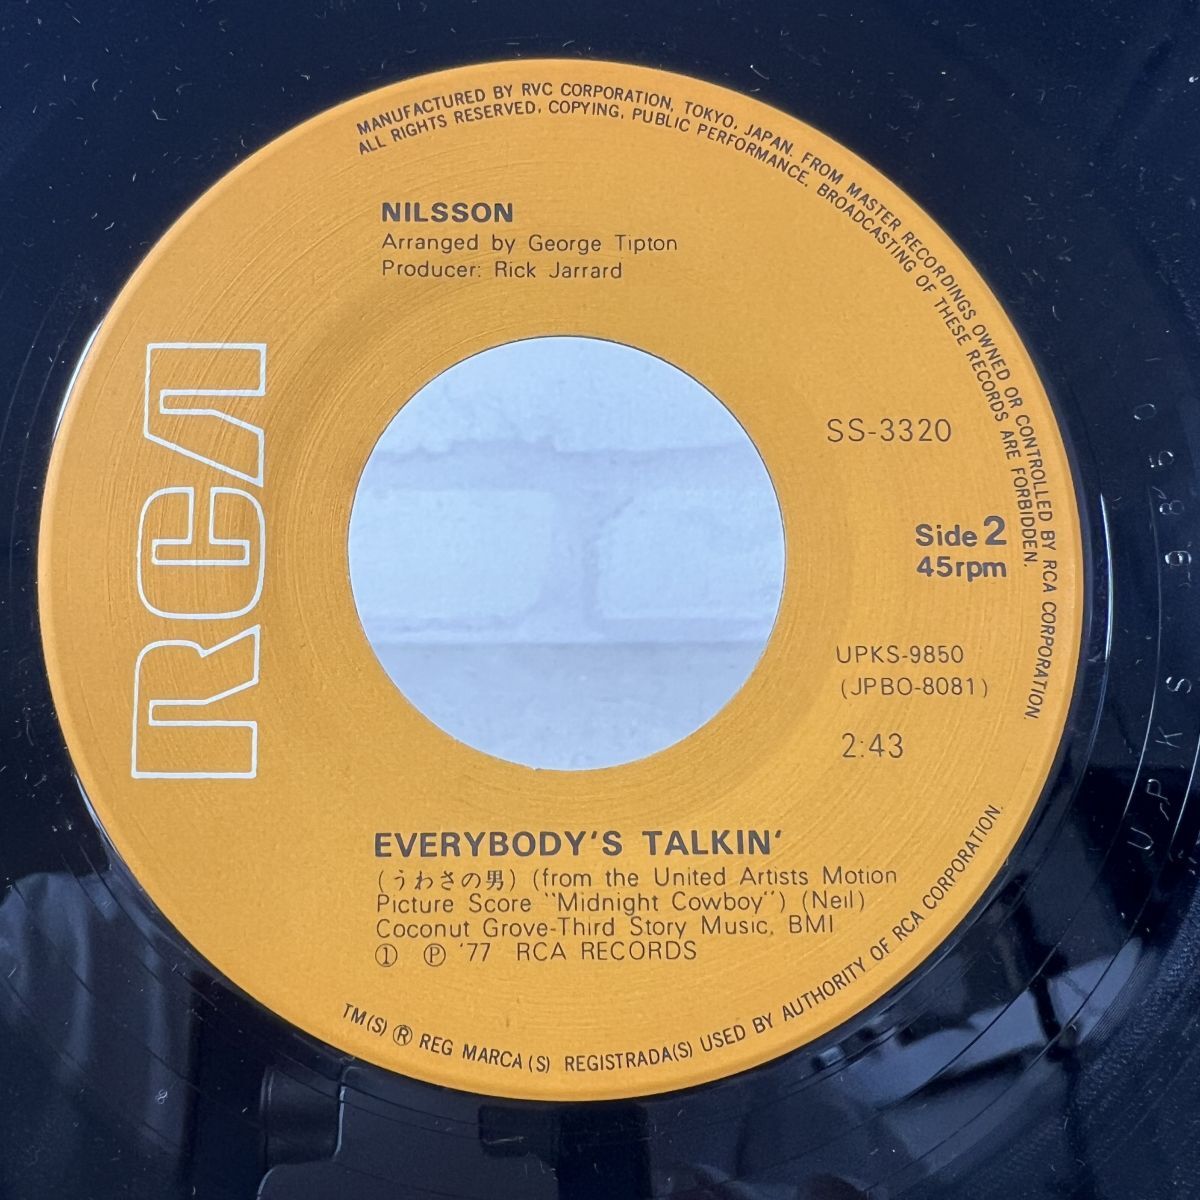 MANUFACTURED BY RVC CORPORATION, TOKYO, JAPAN. FROM MASTER RECORDINGS OWNED OR CONTROLLED BY RCA CORPORATION.
ALL RIGHTS RESERVED, COPYING, PUBLIC PERFORMANCE, BROADCASTING OF THESE RECORDS ARE FORBIDDEN.
NILSSON
Arranged by George Tipton
Producer: Rick Jarrard
RCA
SS-3320
Side 2
45rpm
UPKS-9850
(JPBO-8081)
2:43
EVERYBODY'S TALKIN'
(うわさの男) (from the United Artists Motion
Picture Score "Midnight Cowboy") (Neil)
Coconut Grove-Third Story Music, BMI
① Ⓟ '77 RCA RECORDS
TM(S) ® REG MARCA(S) REGISTRADA(S) USED BY AUTHORITY OF RCA CORPORATION.
UPKS 9850